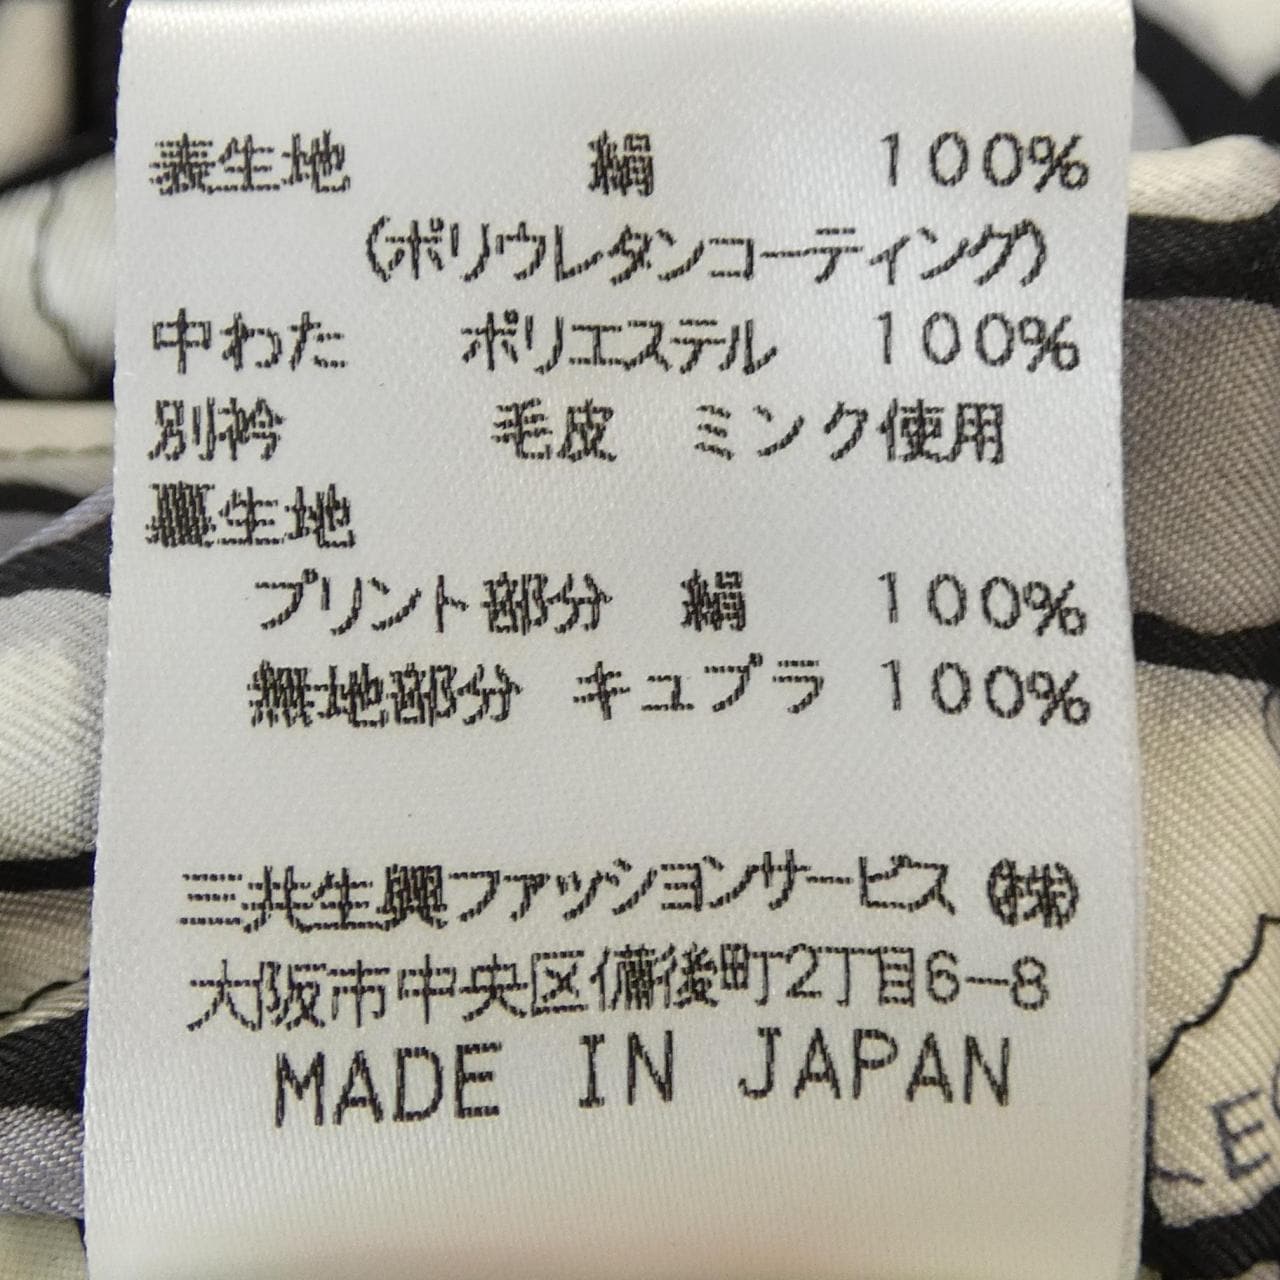 表生地 絹 100%
(ポリウレタンコーティング)
中わた ポリエステル 100%
別衿 毛皮 ミンク使用
裏生地
プリント部分 絹 100%
無地部分 キュプラ 100%
三共生興ファッションサービス (株)
大阪市中央区備後町2丁目6-8
MADE IN JAPAN